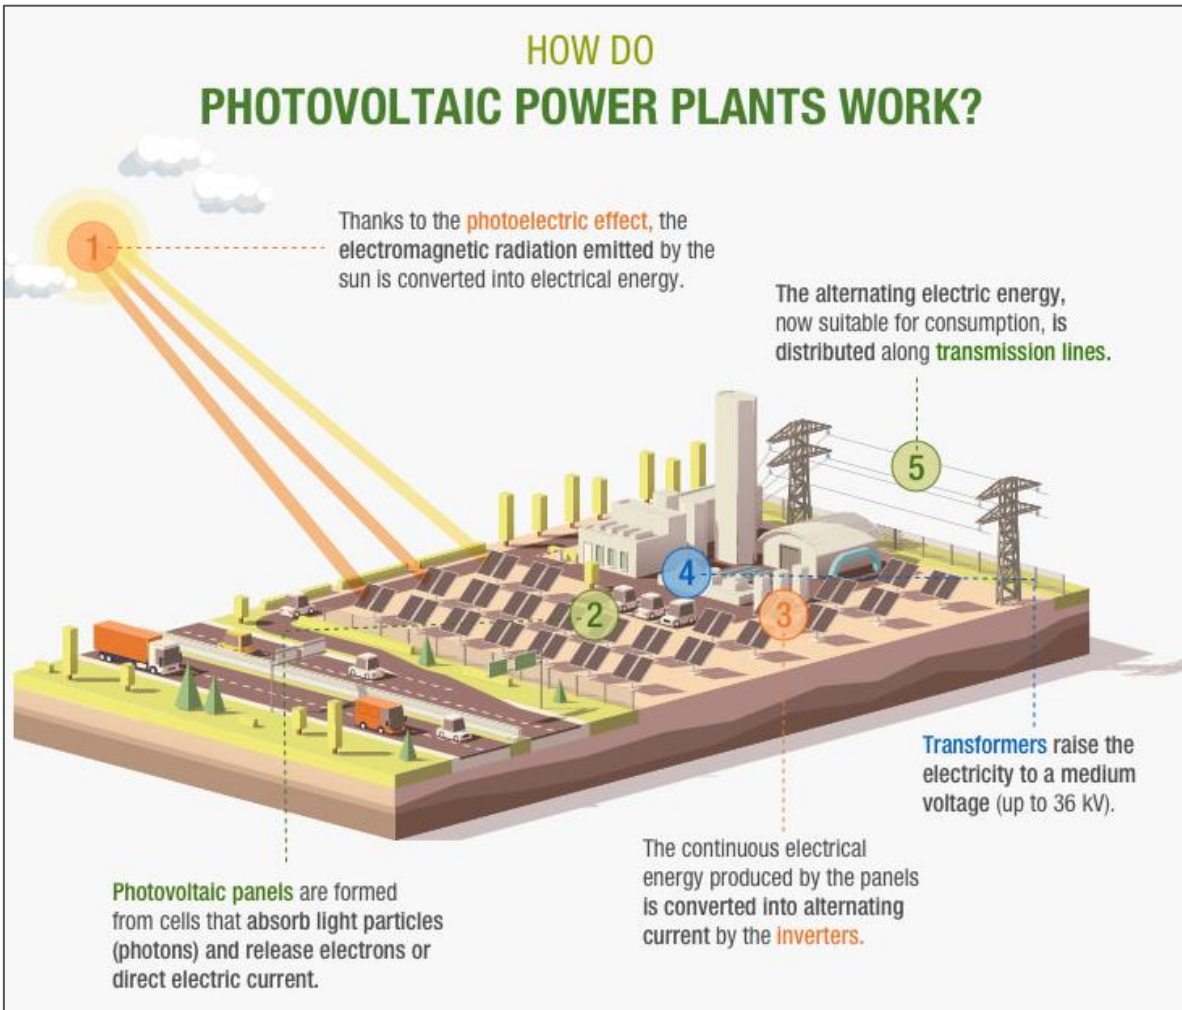 HOW DO
PHOTOVOLTAIC POWER PLANTS WORK?
1
Thanks to the photoelectric effect, the
electromagnetic radiation emitted by the
sun is converted into electrical energy.
The alternating electric energy,
now suitable for consumption, is
distributed along transmission lines.
5
4
2
3
Transformers raise the
electricity to a medium
voltage (up to 36 kV).
The continuous electrical
energy produced by the panels
is converted into alternating
current by the inverters.
Photovoltaic panels are formed
from cells that absorb light particles
(photons) and release electrons or
direct electric current.